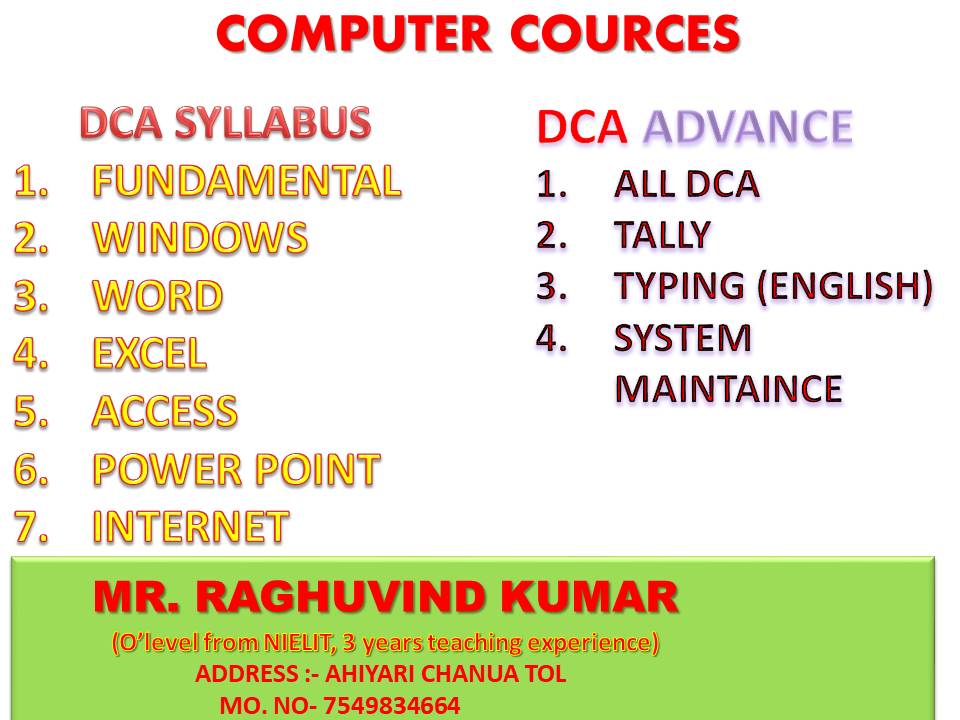 COMPUTER COURCES
DCA SYLLABUS
1. FUNDAMENTAL
2. WINDOWS
3. WORD
4. EXCEL
5. ACCESS
6. POWER POINT
7. INTERNET
DCA ADVANCE
1. ALL DCA
2. TALLY
3. TYPING (ENGLISH)
4. SYSTEM
MAINTAINCE
MR. RAGHUVIND KUMAR
(O’level from NIELIT, 3 years teaching experience)
ADDRESS :- AHIYARI CHANUA TOL
MO. NO- 7549834664